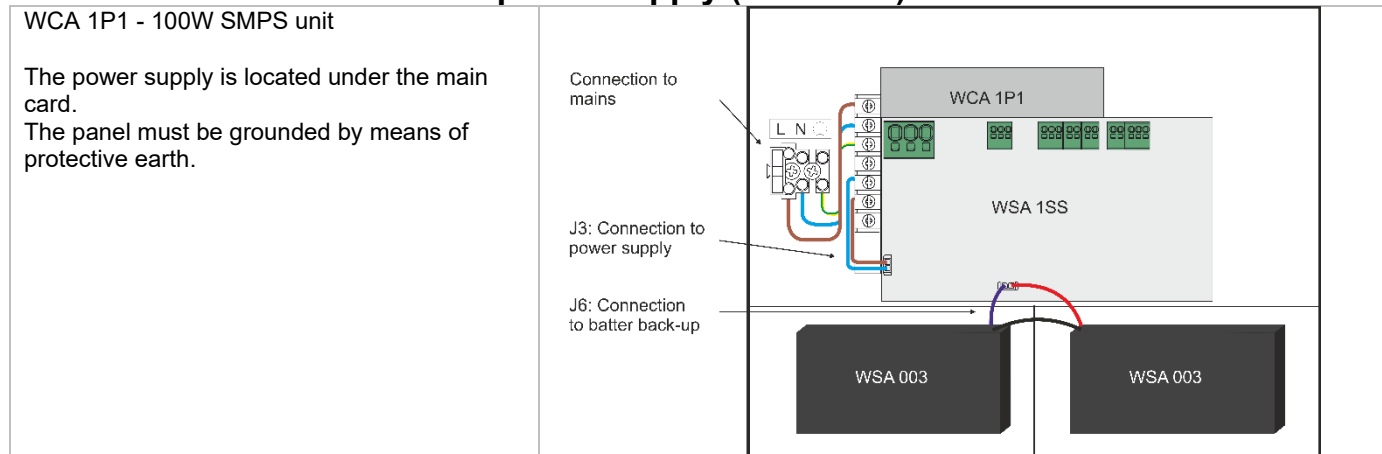 WCA 1P1 - 100W SMPS unit
The power supply is located under the main
card.
The panel must be grounded by means of
protective earth.
Connection to
mains
L N
WCA 1P1
WSA 1SS
J3: Connection to
power supply
J6: Connection
to batter back-up
WSA 003
WSA 003